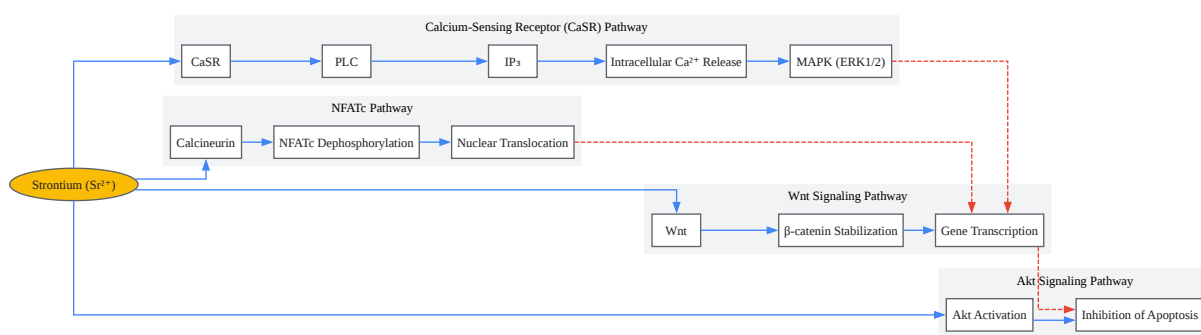 Calcium-Sensing Receptor (CaSR) Pathway
CaSR
PLC
IP₃
Intracellular Ca²⁺ Release
MAPK (ERK1/2)
NFATc Pathway
Calcineurin
NFATc Dephosphorylation
Nuclear Translocation
Strontium (Sr²⁺)
Wnt Signaling Pathway
Wnt
β-catenin Stabilization
Gene Transcription
Akt Signaling Pathway
Akt Activation
Inhibition of Apoptosis